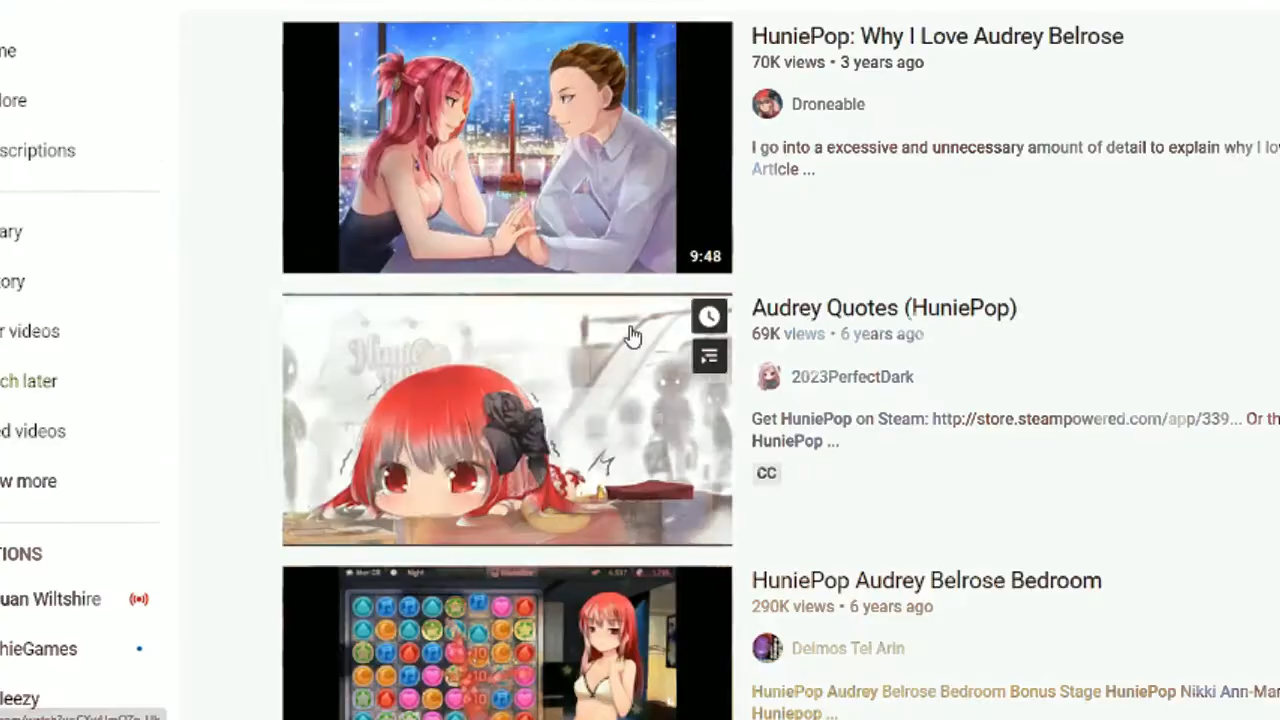 me
HuniePop: Why I Love Audrey Belrose
70K views • 3 years ago
lore
Droneable
scriptions
I go into a excessive and unnecessary amount of detail to explain why I lo
Article ...
ary
9:48
tory
Audrey Quotes (HuniePop)
r videos
69K views • 6 years ago
ch later
2023PerfectDark
ed videos
Get HuniePop on Steam: http://store.steampowered.com/app/339... Or th
HuniePop ...
w more
CC
TIONS
HuniePop Audrey Belrose Bedroom
uan Wiltshire
290K views • 6 years ago
hieGames
Deimos Tel Arin
leezy
HuniePop Audrey Belrose Bedroom Bonus Stage HuniePop Nikki Ann-Mar
Huniepop ...